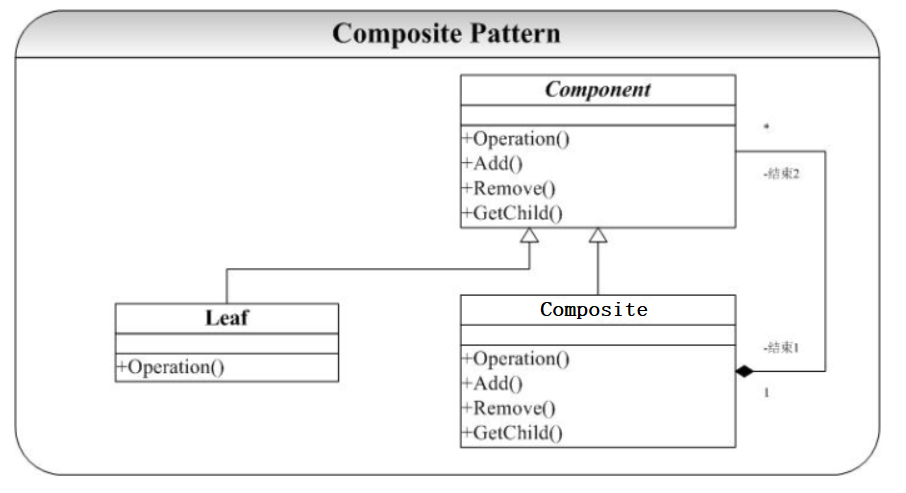 Composite Pattern
Component
+Operation()
+Add()
+Remove()
+GetChild()
*
-结束2
Leaf
+Operation()
Composite
+Operation()
+Add()
+Remove()
+GetChild()
-结束1
1